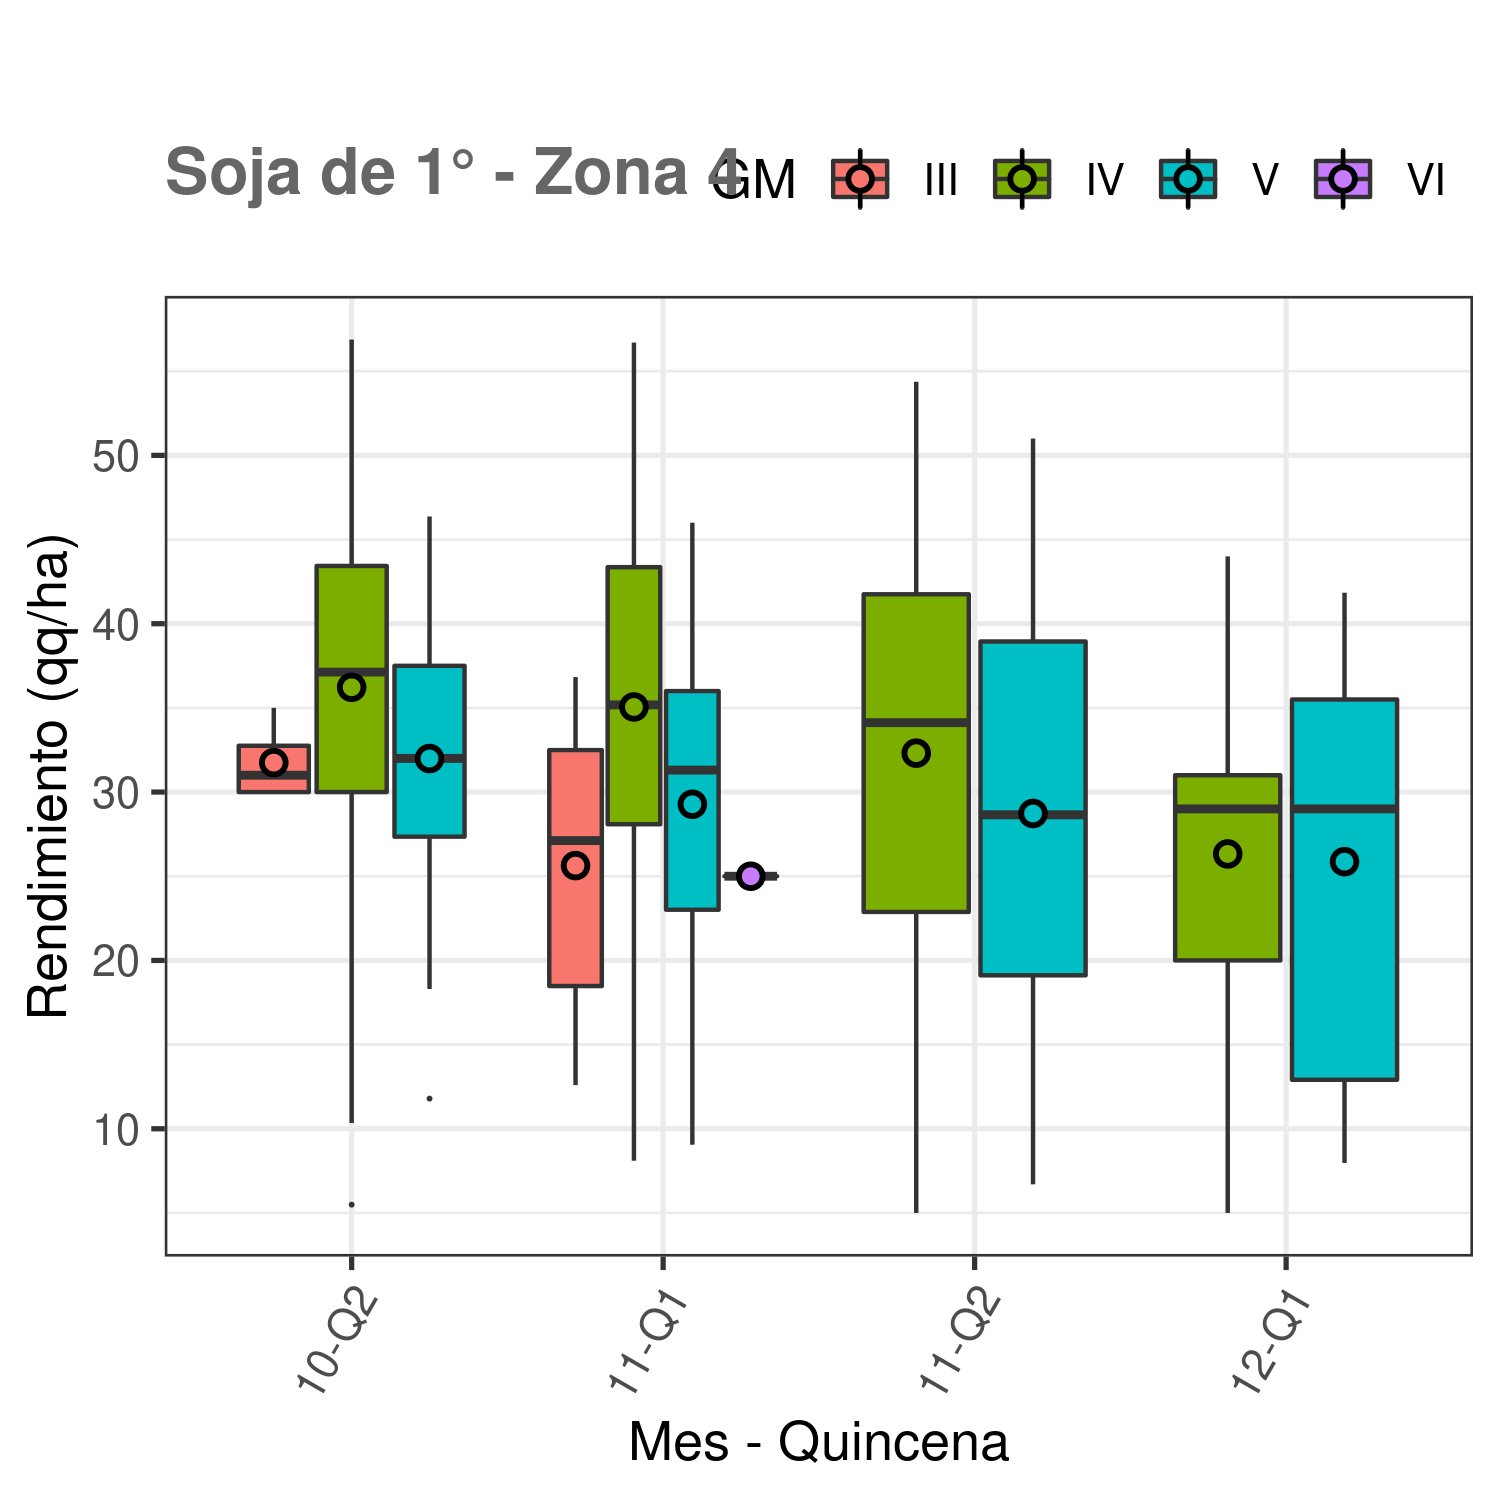 Soja de 1° - Zona 4
GM III IV V VI
Rendimiento (qq/ha)
50
40
30
20
10
10-Q2 11-Q1 11-Q2 12-Q1
Mes - Quincena